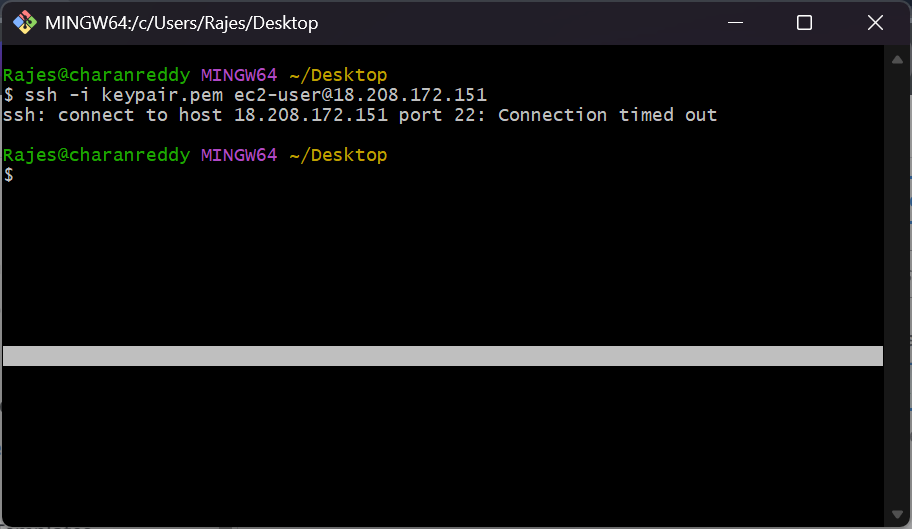 MINGW64:/c/Users/Rajes/Desktop
Rajes@charanreddy MINGW64 ~/Desktop
$ ssh -i keypair.pem ec2-user@18.208.172.151
ssh: connect to host 18.208.172.151 port 22: Connection timed out
Rajes@charanreddy MINGW64 ~/Desktop
$